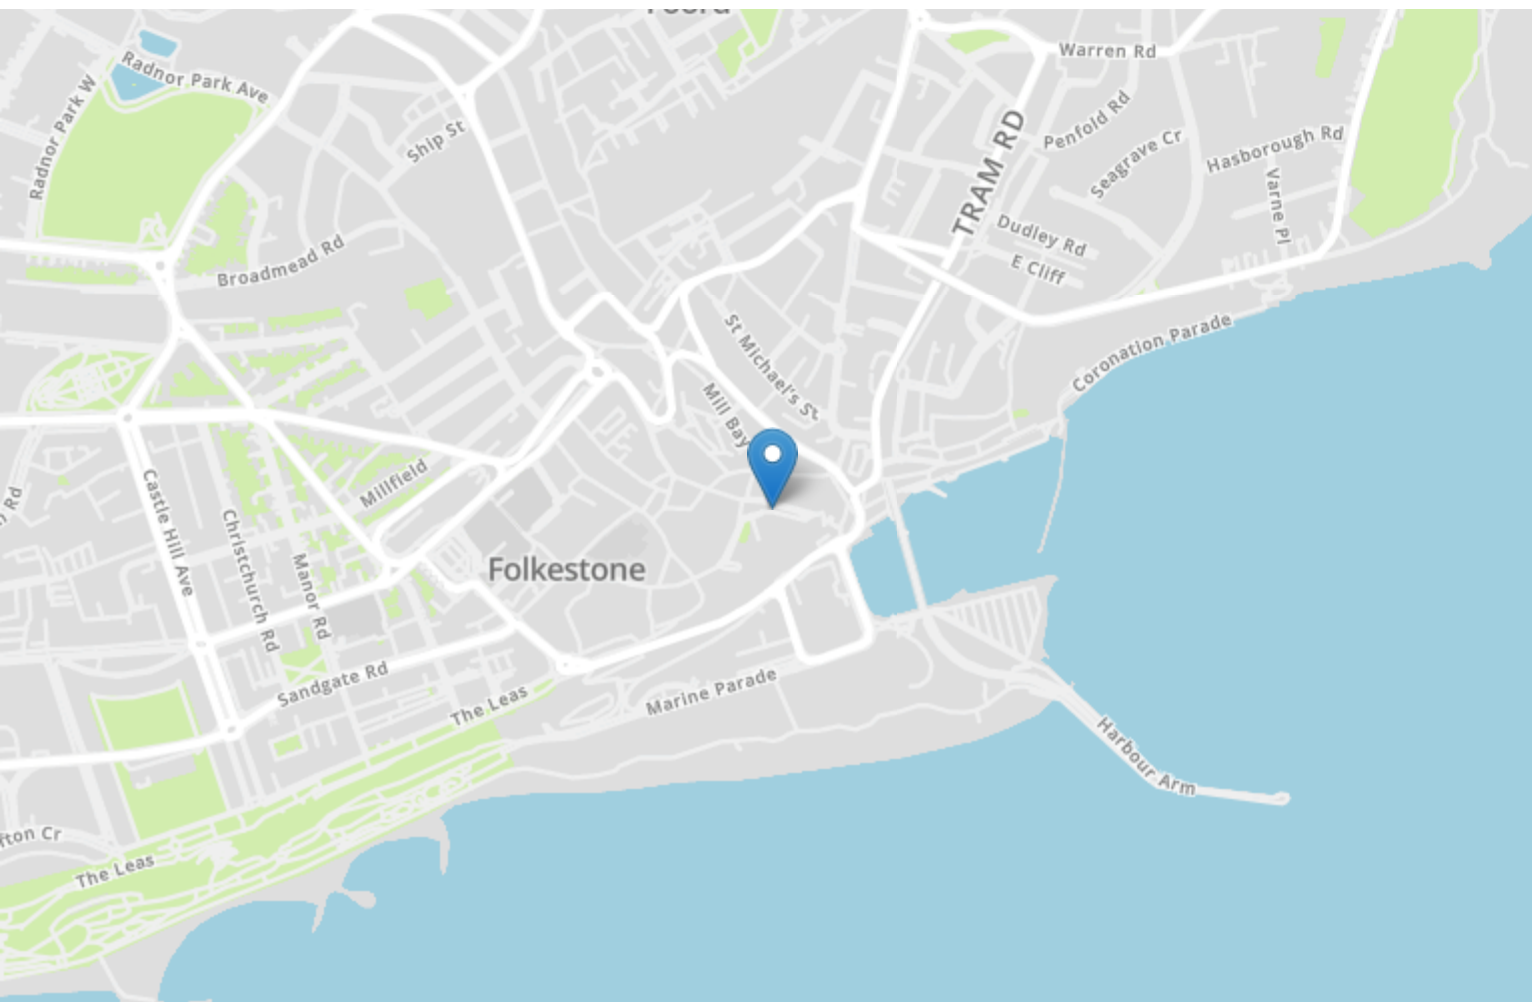 Warren Rd
Radnor Park Ave
Radnor Park W
Ship St
TRAM RD
Penfold Rd
Seagrave Cr
Hasborough Rd
Varne Pl
Dudley Rd
E Cliff
Broadmead Rd
St Michael's St
Coronation Parade
Mill Bay
Millfield
Castle Hill Ave
Christchurch Rd
Manor Rd
Rd
Folkestone
Sandgate Rd
The Leas
Marine Parade
Harbour Arm
Cr
The Leas